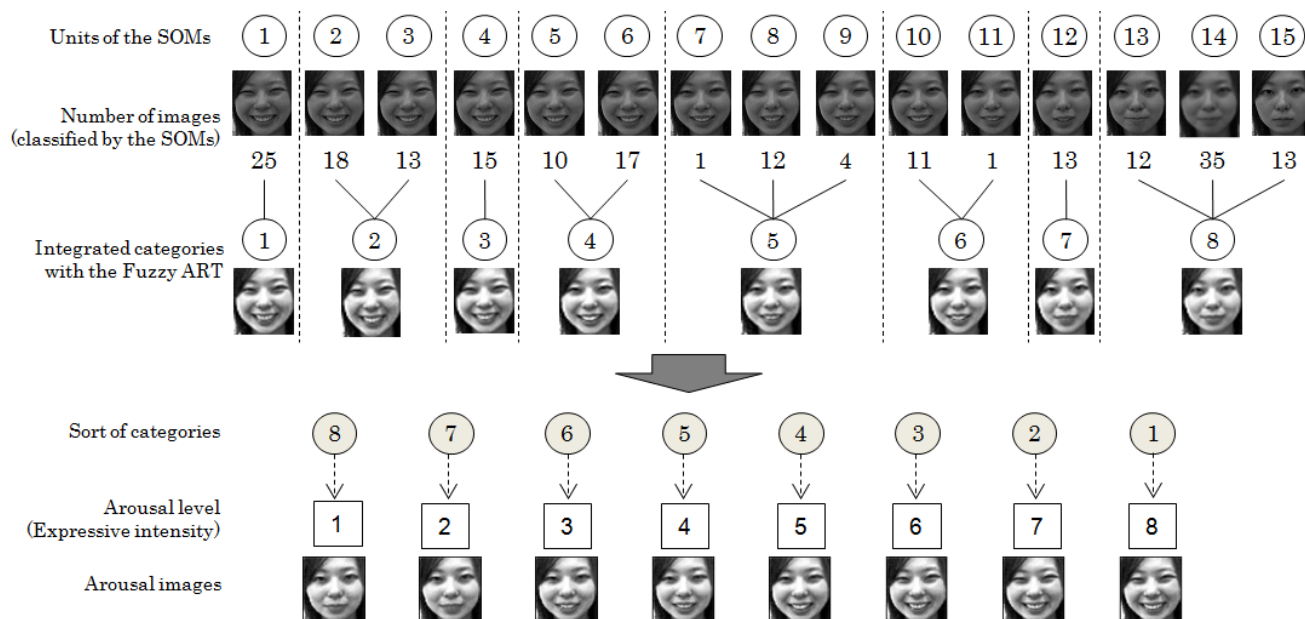 Units of the SOMs
1 2 3 4 5 6 7 8 9 10 11 12 13 14 15
Number of images
(classified by the SOMs)
25 18 13 15 10 17 1 12 4 11 1 13 12 35 13
Integrated categories
with the Fuzzy ART
1 2 3 4 5 6 7 8
Sort of categories
8 7 6 5 4 3 2 1
Arousal level
(Expressive intensity)
1 2 3 4 5 6 7 8
Arousal images